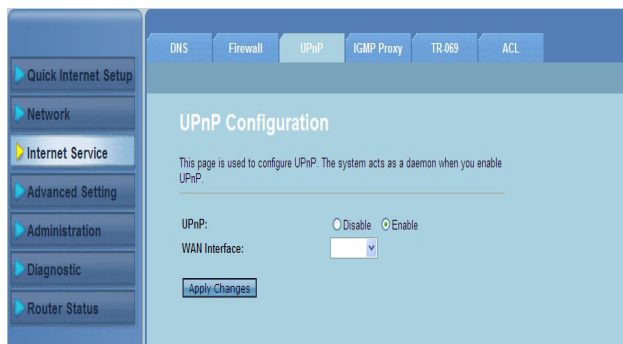 DNS Firewall UPnP IGMP Proxy TR-069 ACL
Quick Internet Setup
Network
Internet Service
Advanced Setting
Administration
Diagnostic
Router Status
UPnP Configuration
This page is used to configure UPnP. The system acts as a daemon when you enable
UPnP.
UPnP: Disable Enable
WAN Interface:
Apply Changes